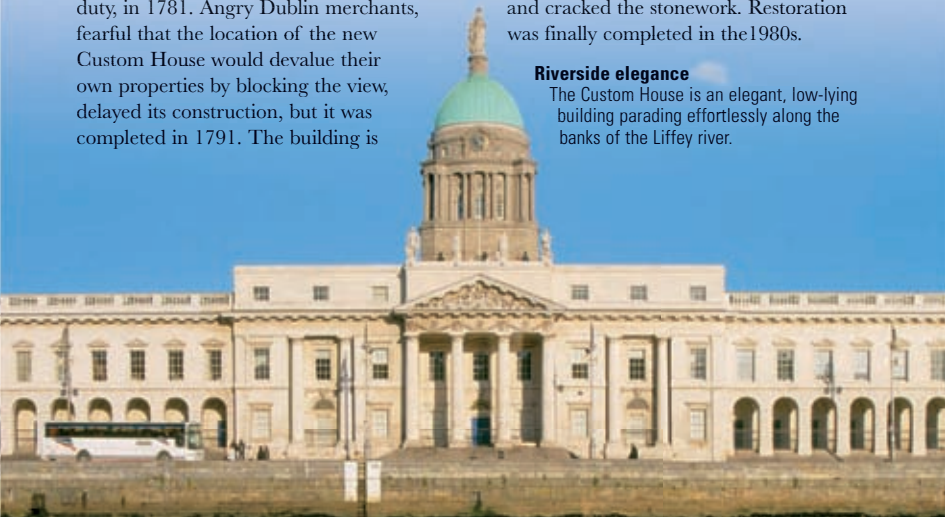 duty, in 1781. Angry Dublin merchants,
fearful that the location of the new
Custom House would devalue their
own properties by blocking the view,
delayed its construction, but it was
completed in 1791. The building is
and cracked the stonework. Restoration
was finally completed in the1980s.
Riverside elegance
The Custom House is an elegant, low-lying
building parading effortlessly along the
banks of the Liffey river.